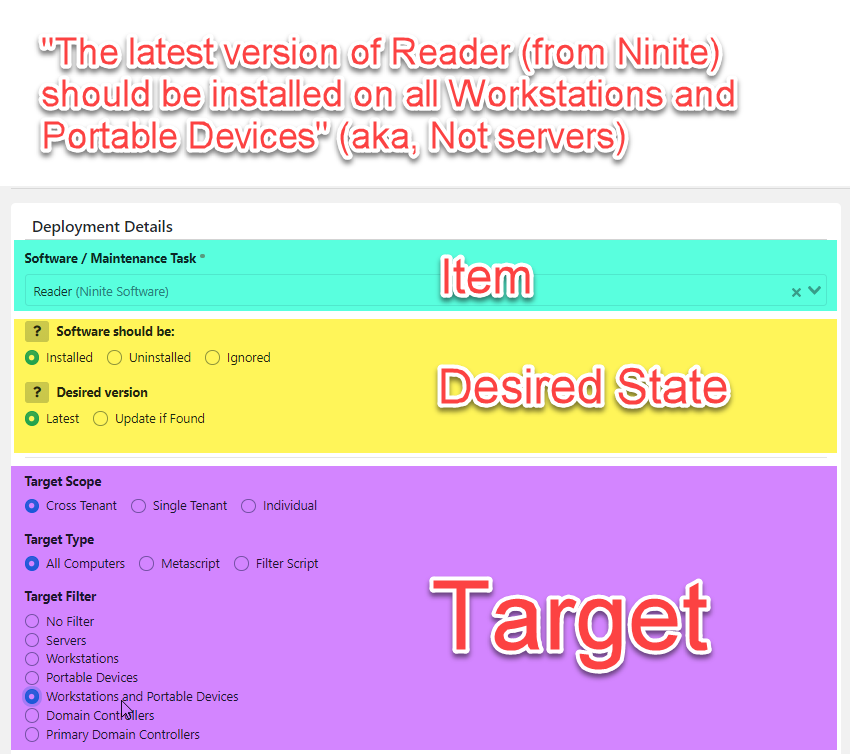 "The latest version of Reader (from Ninite)
should be installed on all Workstations and
Portable Devices" (aka, Not servers)
Deployment Details
Software / Maintenance Task *
Item
Reader (Ninite Software)
? Software should be:
Installed Uninstalled Ignored
Desired State
? Desired version
Latest Update if Found
Target Scope
Cross Tenant Single Tenant Individual
Target Type
All Computers Metascript Filter Script
Target Filter
Target
No Filter
Servers
Workstations
Portable Devices
Workstations and Portable Devices
Domain Controllers
Primary Domain Controllers